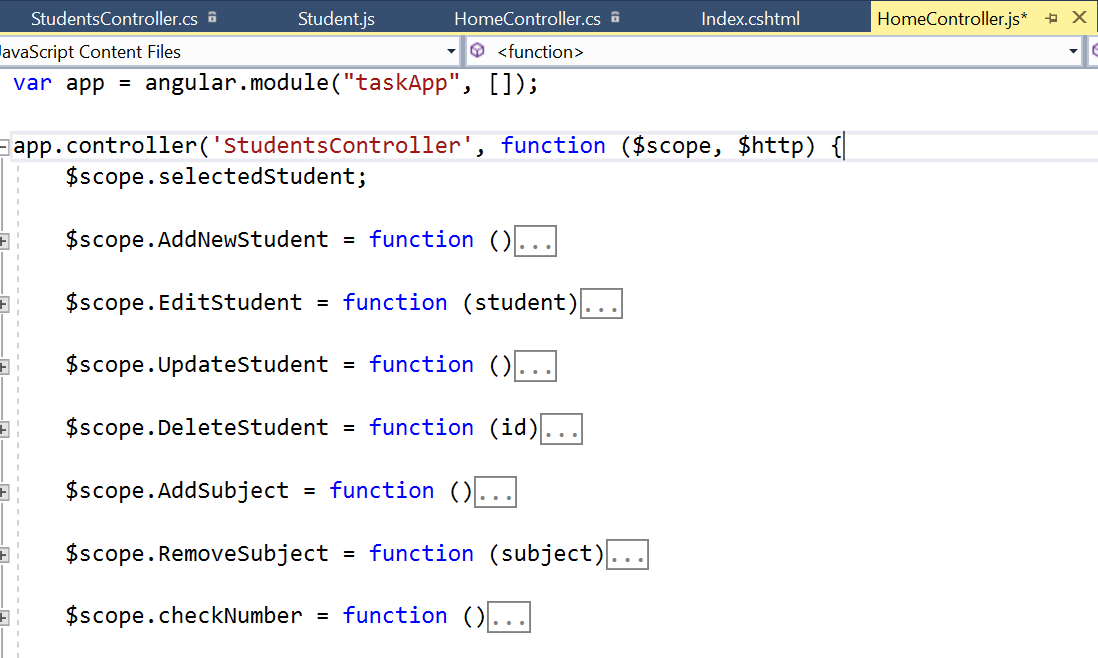 StudentsController.cs Student.js HomeController.cs Index.cshtml HomeController.js*
JavaScript Content Files <function>
var app = angular.module("taskApp", []);
app.controller('StudentsController', function ($scope, $http) {
$scope.selectedStudent;
$scope.AddNewStudent = function ()...
$scope.EditStudent = function (student)...
$scope.UpdateStudent = function ()...
$scope.DeleteStudent = function (id)...
$scope.AddSubject = function ()...
$scope.RemoveSubject = function (subject)...
$scope.checkNumber = function ()...